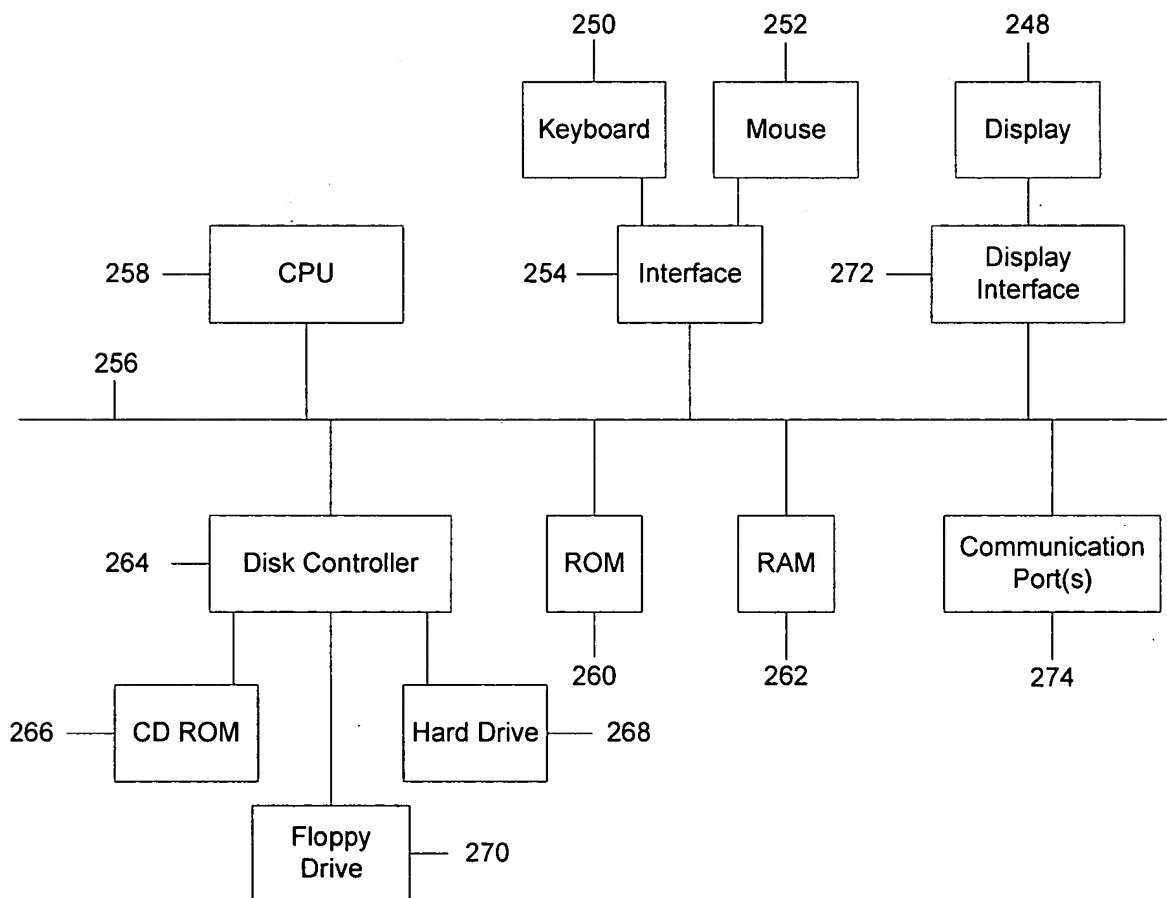 250
252
248
Keyboard
Mouse
Display
258
CPU
254
Interface
272
Display
Interface
256
264
Disk Controller
ROM
RAM
Communication
Port(s)
260
262
274
266
CD ROM
Hard Drive
268
Floppy
Drive
270